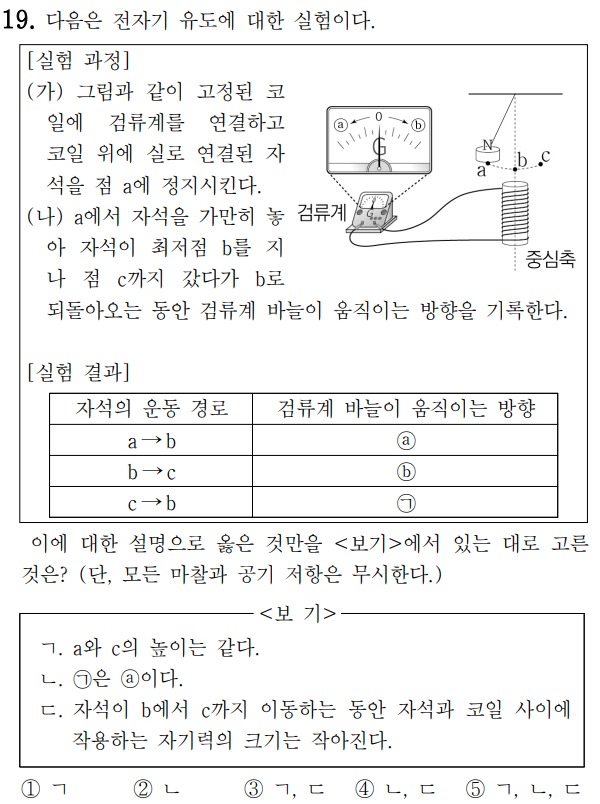 19. 다음은 전자기 유도에 대한 실험이다.
[실험 과정]
(가) 그림과 같이 고정된 코
일에 검류계를 연결하고
코일 위에 실로 연결된 자
석을 점 a에 정지시킨다.
(나) a에서 자석을 가만히 놓
아 자석이 최저점 b를 지
나 점 c까지 갔다가 b로
되돌아오는 동안 검류계 바늘이 움직이는 방향을 기록한다.
ⓐ 0 ⓑ
G
검류계
G
N
a
b
c
중심축
[실험 결과]
자석의 운동 경로 검류계 바늘이 움직이는 방향
a→b ⓐ
b→c ⓑ
c→b ㉠
이에 대한 설명으로 옳은 것만을 <보기>에서 있는 대로 고른
것은? (단, 모든 마찰과 공기 저항은 무시한다.)
<보 기>
ㄱ. a와 c의 높이는 같다.
ㄴ. ㉠은 ⓐ이다.
ㄷ. 자석이 b에서 c까지 이동하는 동안 자석과 코일 사이에
작용하는 자기력의 크기는 작아진다.
① ㄱ ② ㄴ ③ ㄱ, ㄷ ④ ㄴ, ㄷ ⑤ ㄱ, ㄴ, ㄷ